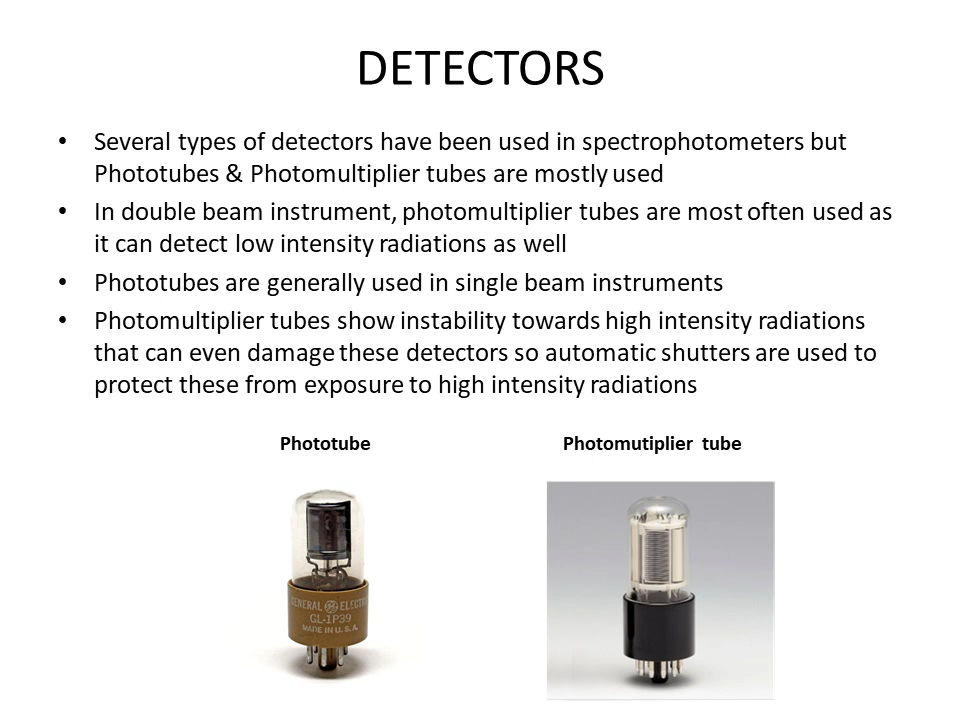 DETECTORS
• Several types of detectors have been used in spectrophotometers but
Phototubes & Photomultiplier tubes are mostly used
• In double beam instrument, photomultiplier tubes are most often used as
it can detect low intensity radiations as well
• Phototubes are generally used in single beam instruments
• Photomultiplier tubes show instability towards high intensity radiations
that can even damage these detectors so automatic shutters are used to
protect these from exposure to high intensity radiations
Phototube
Photomutiplier tube
GENERAL GE ELECTRIC
GL-1P39
MADE IN U.S.A.